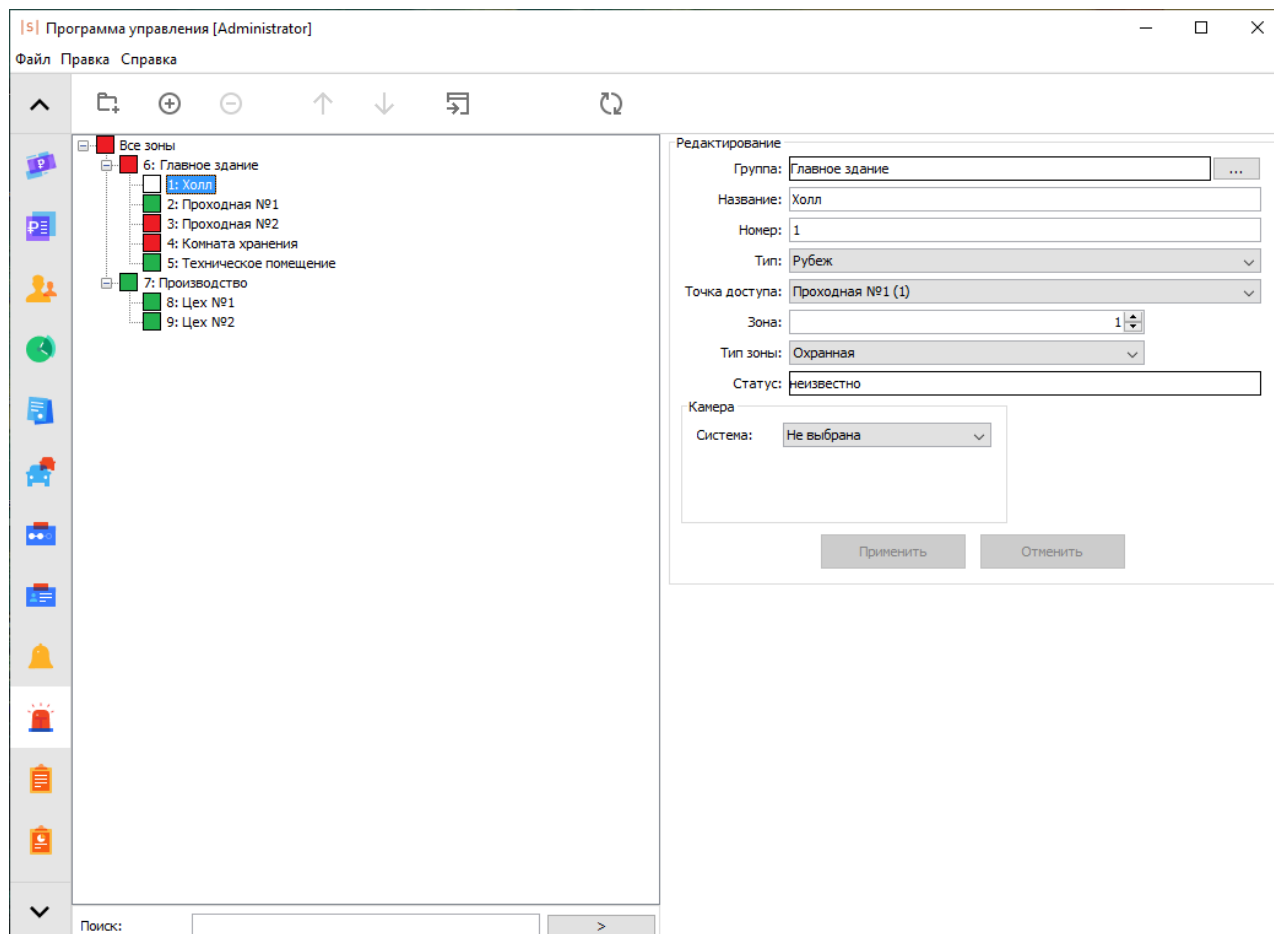 |S| Программа управления [Administrator]
Файл Правка Справка
Все зоны
6: Главное здание
1: Холл
2: Проходная №1
3: Проходная №2
4: Комната хранения
5: Техническое помещение
7: Производство
8: Цех №1
9: Цех №2
Поиск:
>
Редактирование
Группа: Главное здание ...
Название: Холл
Номер: 1
Тип: Рубеж
Точка доступа: Проходная №1 (1)
Зона: 1
Тип зоны: Охранная
Статус: неизвестно
Камера
Система: Не выбрана
Применить Отменить